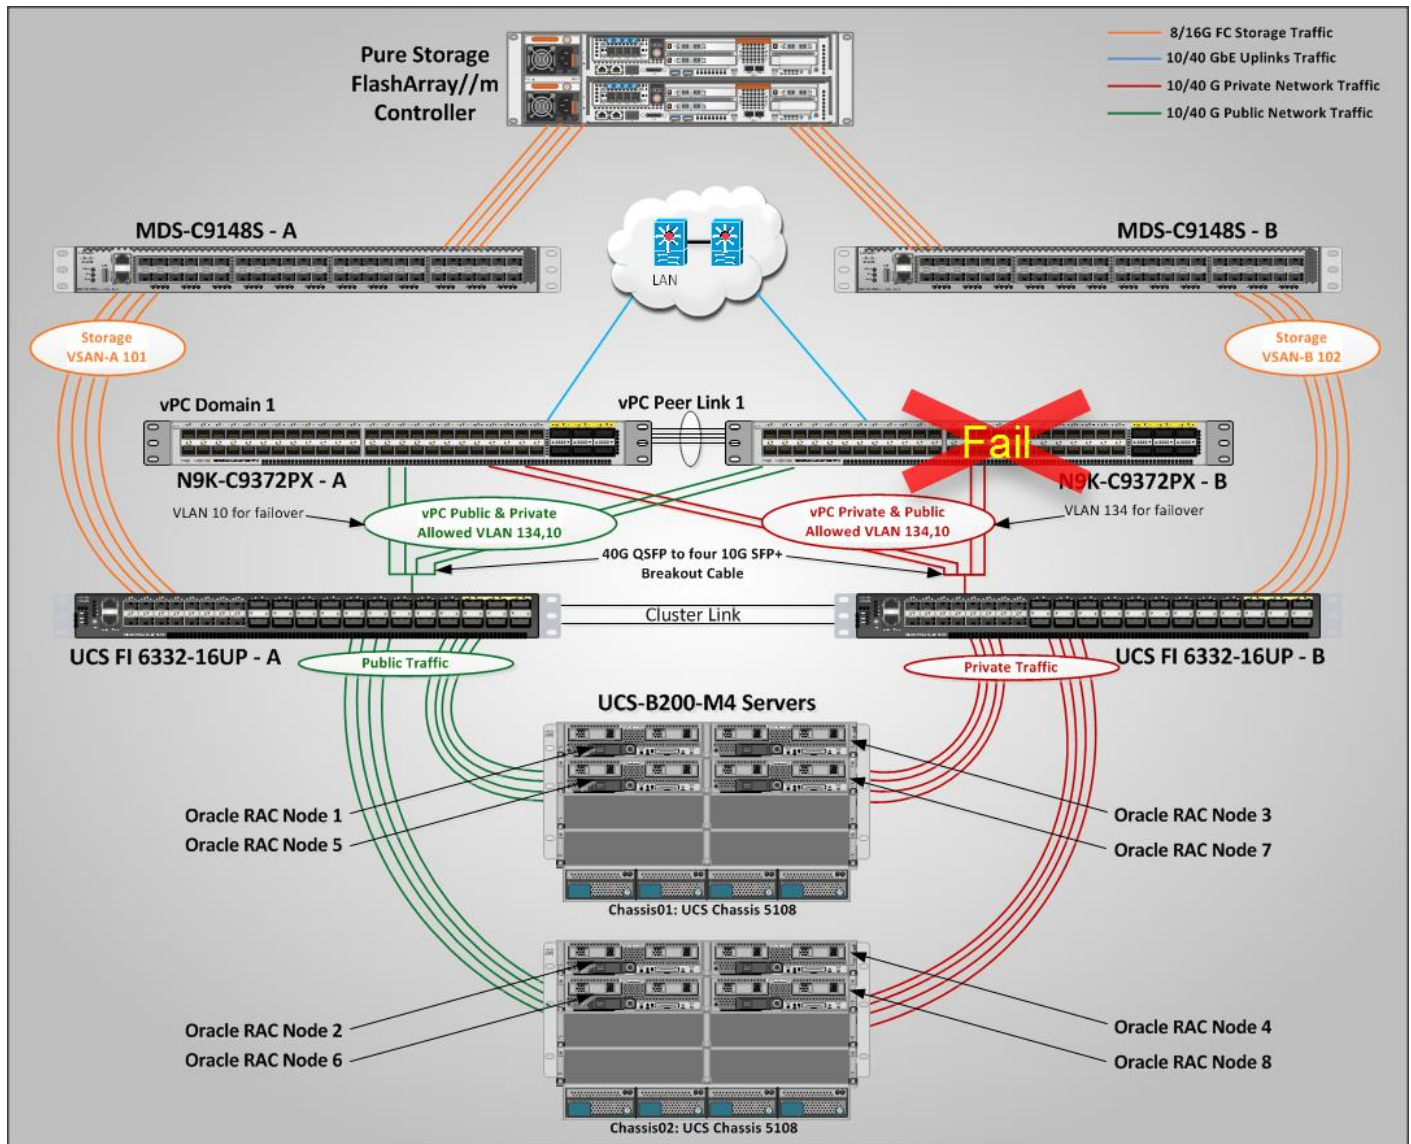 Pure Storage
FlashArray//m
Controller
8/16G FC Storage Traffic
10/40 GbE Uplinks Traffic
10/40 G Private Network Traffic
10/40 G Public Network Traffic
MDS-C9148S - A
MDS-C9148S - B
LAN
Storage
VSAN-A 101
Storage
VSAN-B 102
vPC Domain 1
vPC Peer Link 1
Fail
N9K-C9372PX - A
N9K-C9372PX - B
VLAN 10 for failover
vPC Public & Private
Allowed VLAN 134,10
vPC Private & Public
Allowed VLAN 134,10
VLAN 134 for failover
40G QSFP to four 10G SFP+
Breakout Cable
Cluster Link
UCS FI 6332-16UP - A
Public Traffic
Private Traffic
UCS FI 6332-16UP - B
UCS-B200-M4 Servers
Oracle RAC Node 1
Oracle RAC Node 5
Oracle RAC Node 3
Oracle RAC Node 7
Chassis01: UCS Chassis 5108
Oracle RAC Node 2
Oracle RAC Node 6
Oracle RAC Node 4
Oracle RAC Node 8
Chassis02: UCS Chassis 5108